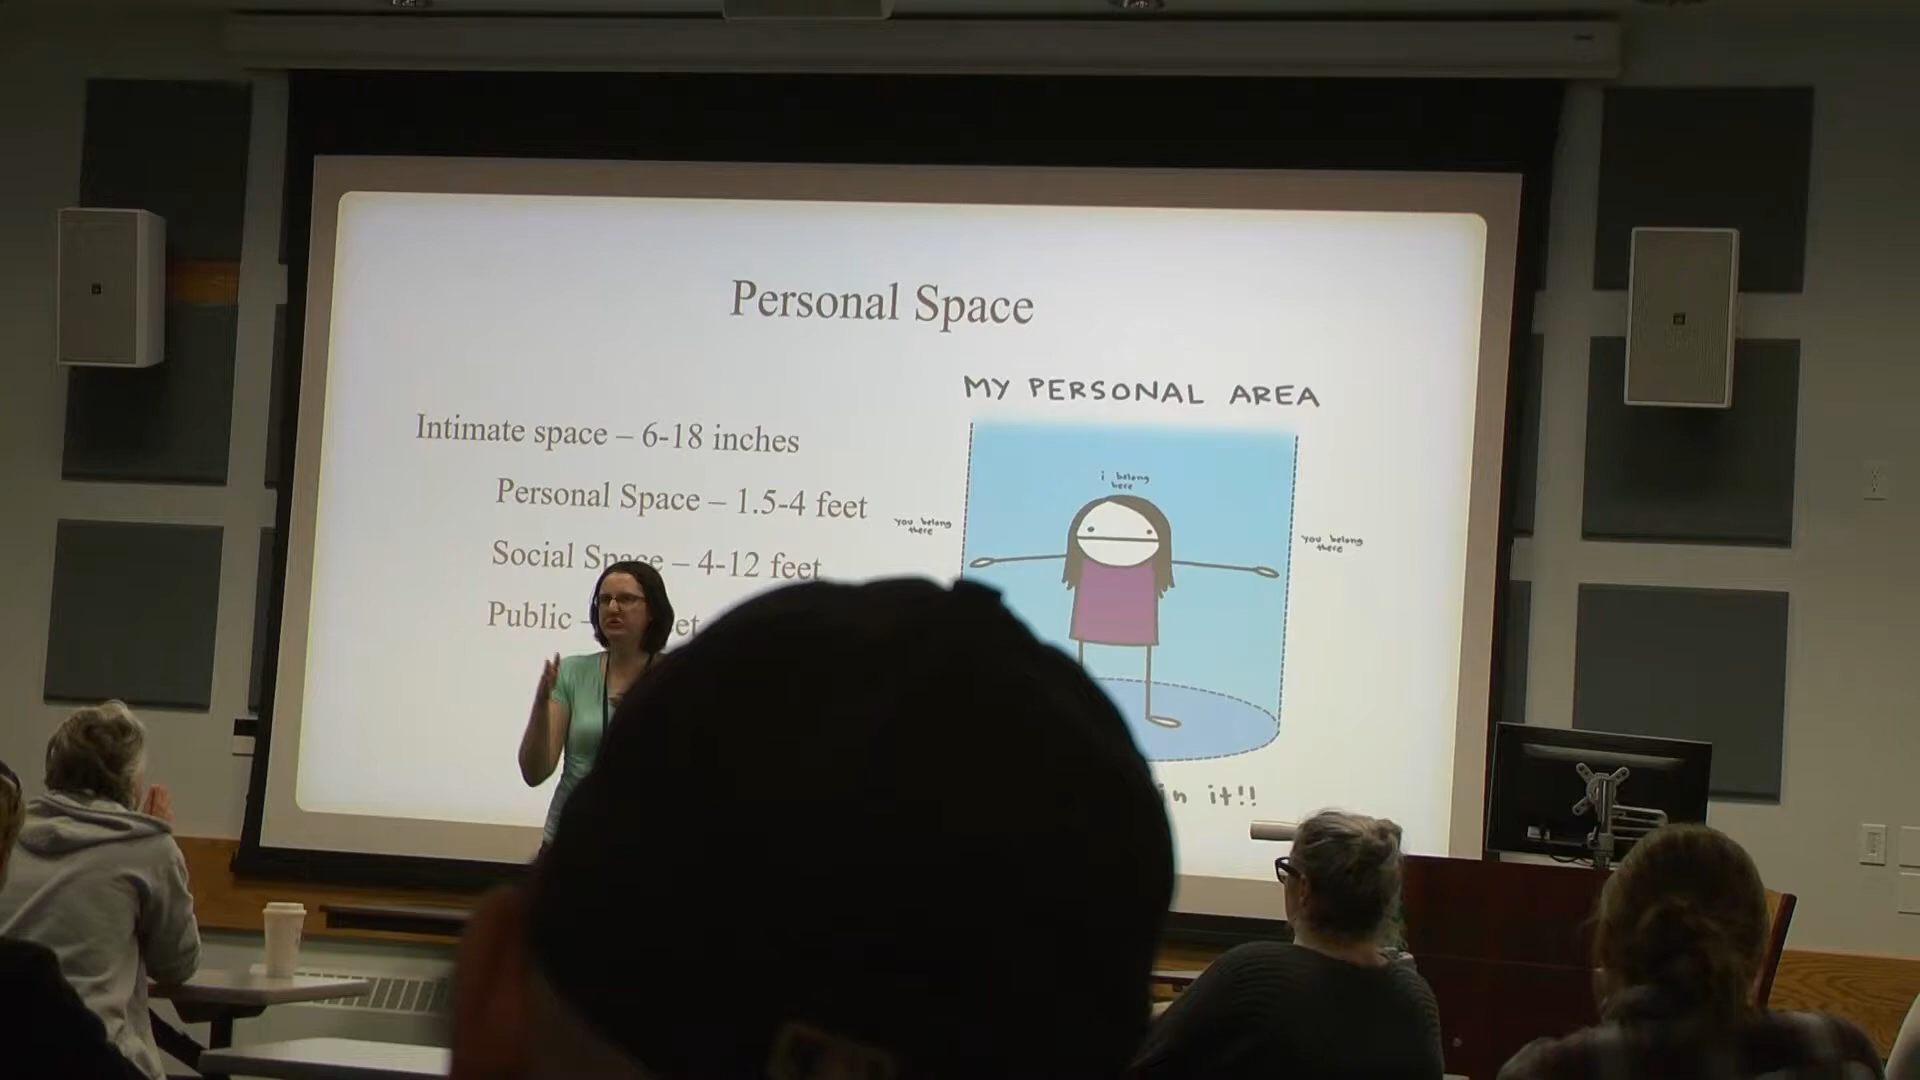 Personal Space
Intimate space – 6-18 inches
Personal Space – 1.5-4 feet
Social Space – 4-12 feet
Public -
MY PERSONAL AREA
i belong
here
you belong
there
you belong
there
in it!!